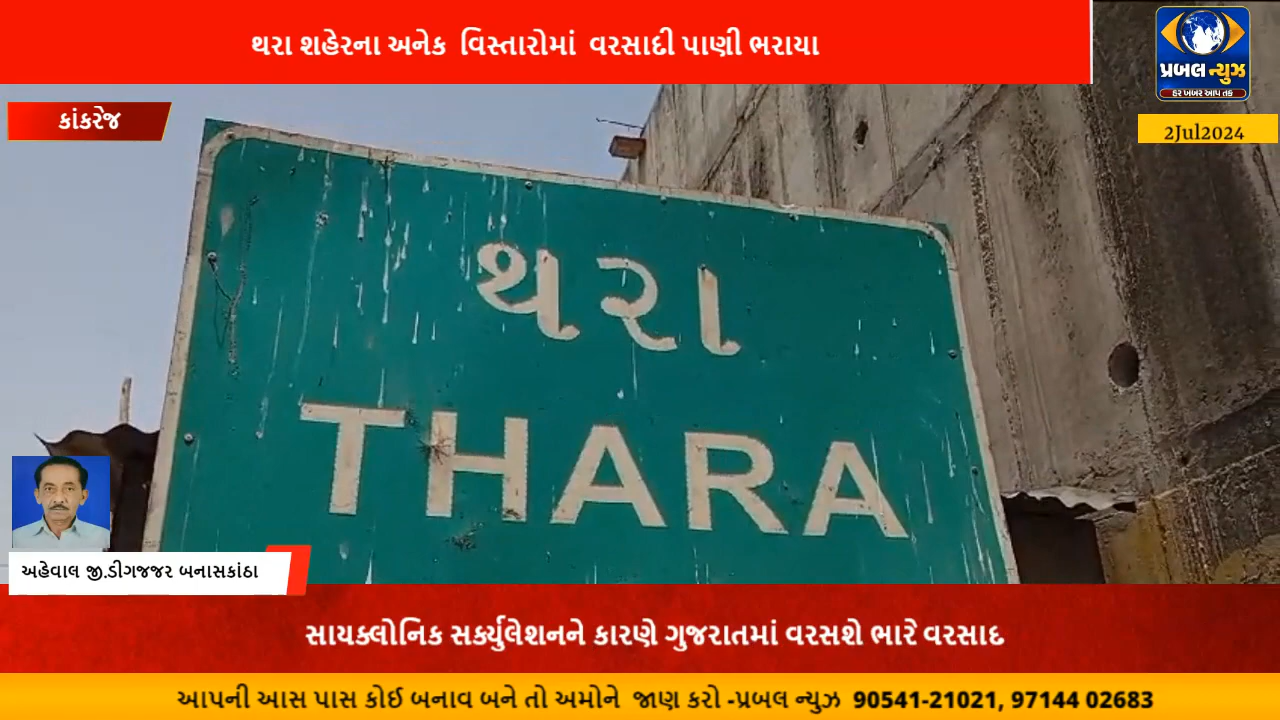 થરા શહેરના અનેક વિસ્તારોમાં વરસાદી પાણી ભરાયા
પ્રબલ ન્યુઝ
હર ખબર આપ તક
કાંકરેજ
2Jul2024
થરા
THARA
અહેવાલ જી.ડીગજજર બનાસકાંઠા
સાયક્લોનિક સર્ક્યુલેશનને કારણે ગુજરાતમાં વરસશે ભારે વરસાદ
આપની આસ પાસ કોઈ બનાવ બને તો અમોને જાણ કરો -પ્રબલ ન્યુઝ 90541-21021, 97144 02683